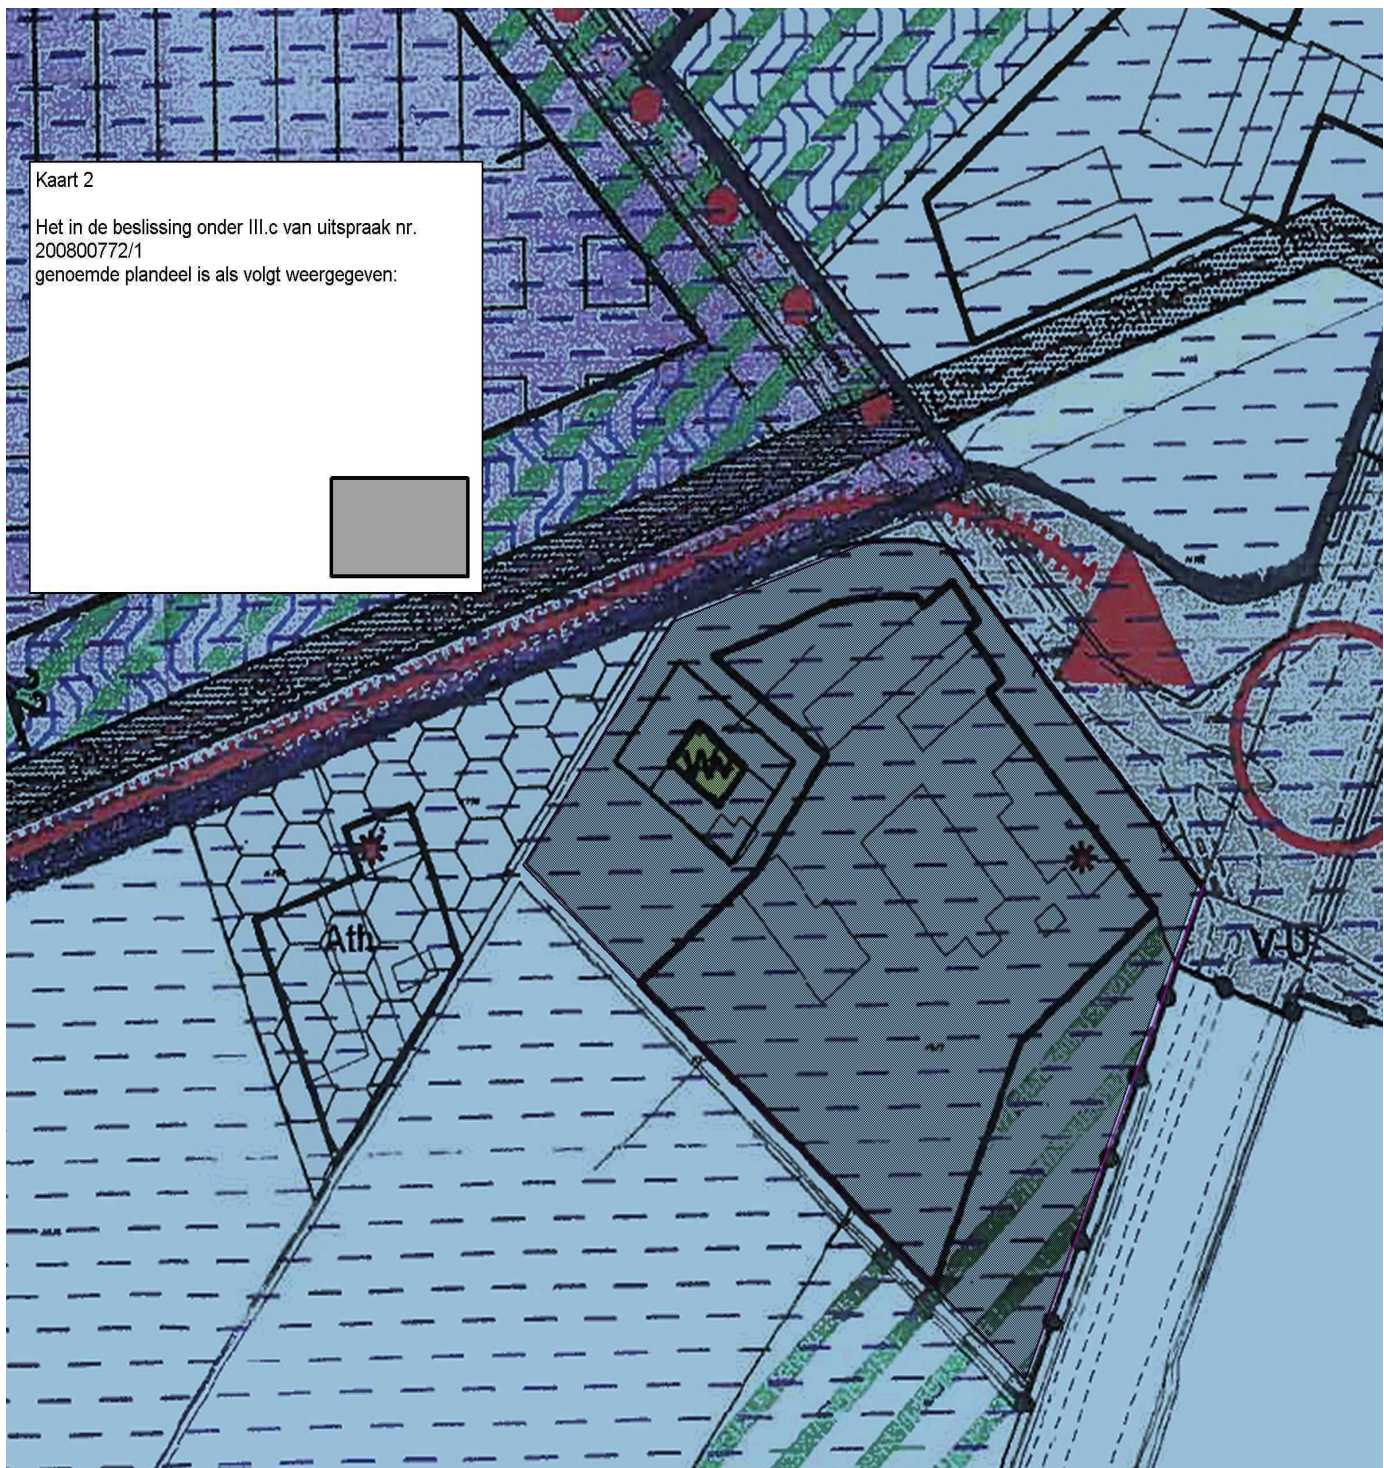 Kaart 2
Het in de beslissing onder III.c van uitspraak nr.
200800772/1
genoemde plandeel is als volgt weergegeven:
Ath
V-U